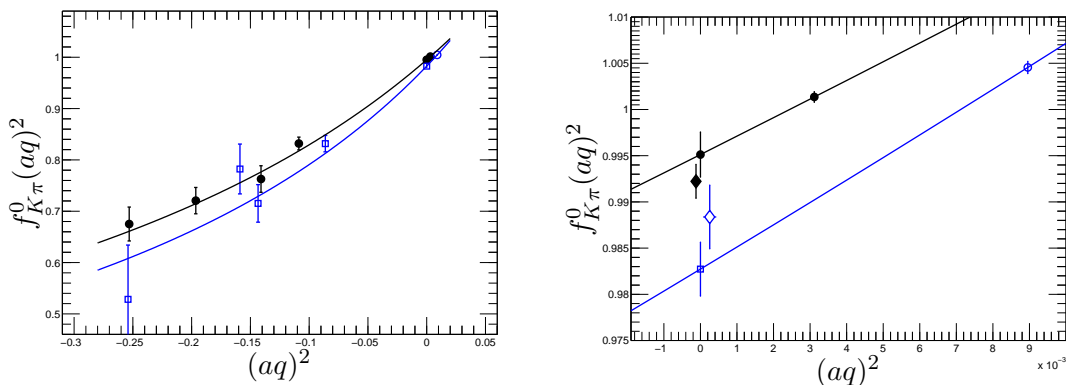 1
0.9
0.8
0.7
0.6
0.5
−0.3 −0.25 −0.2 −0.15 −0.1 −0.05 0 0.05
(aq)²
f⁰_{Kπ}(aq)²
1.01
1.005
1
0.995
0.99
0.985
0.98
0.975
−1 0 1 2 3 4 5 6 7 8 9
x 10⁻³
(aq)²
f⁰_{Kπ}(aq)²